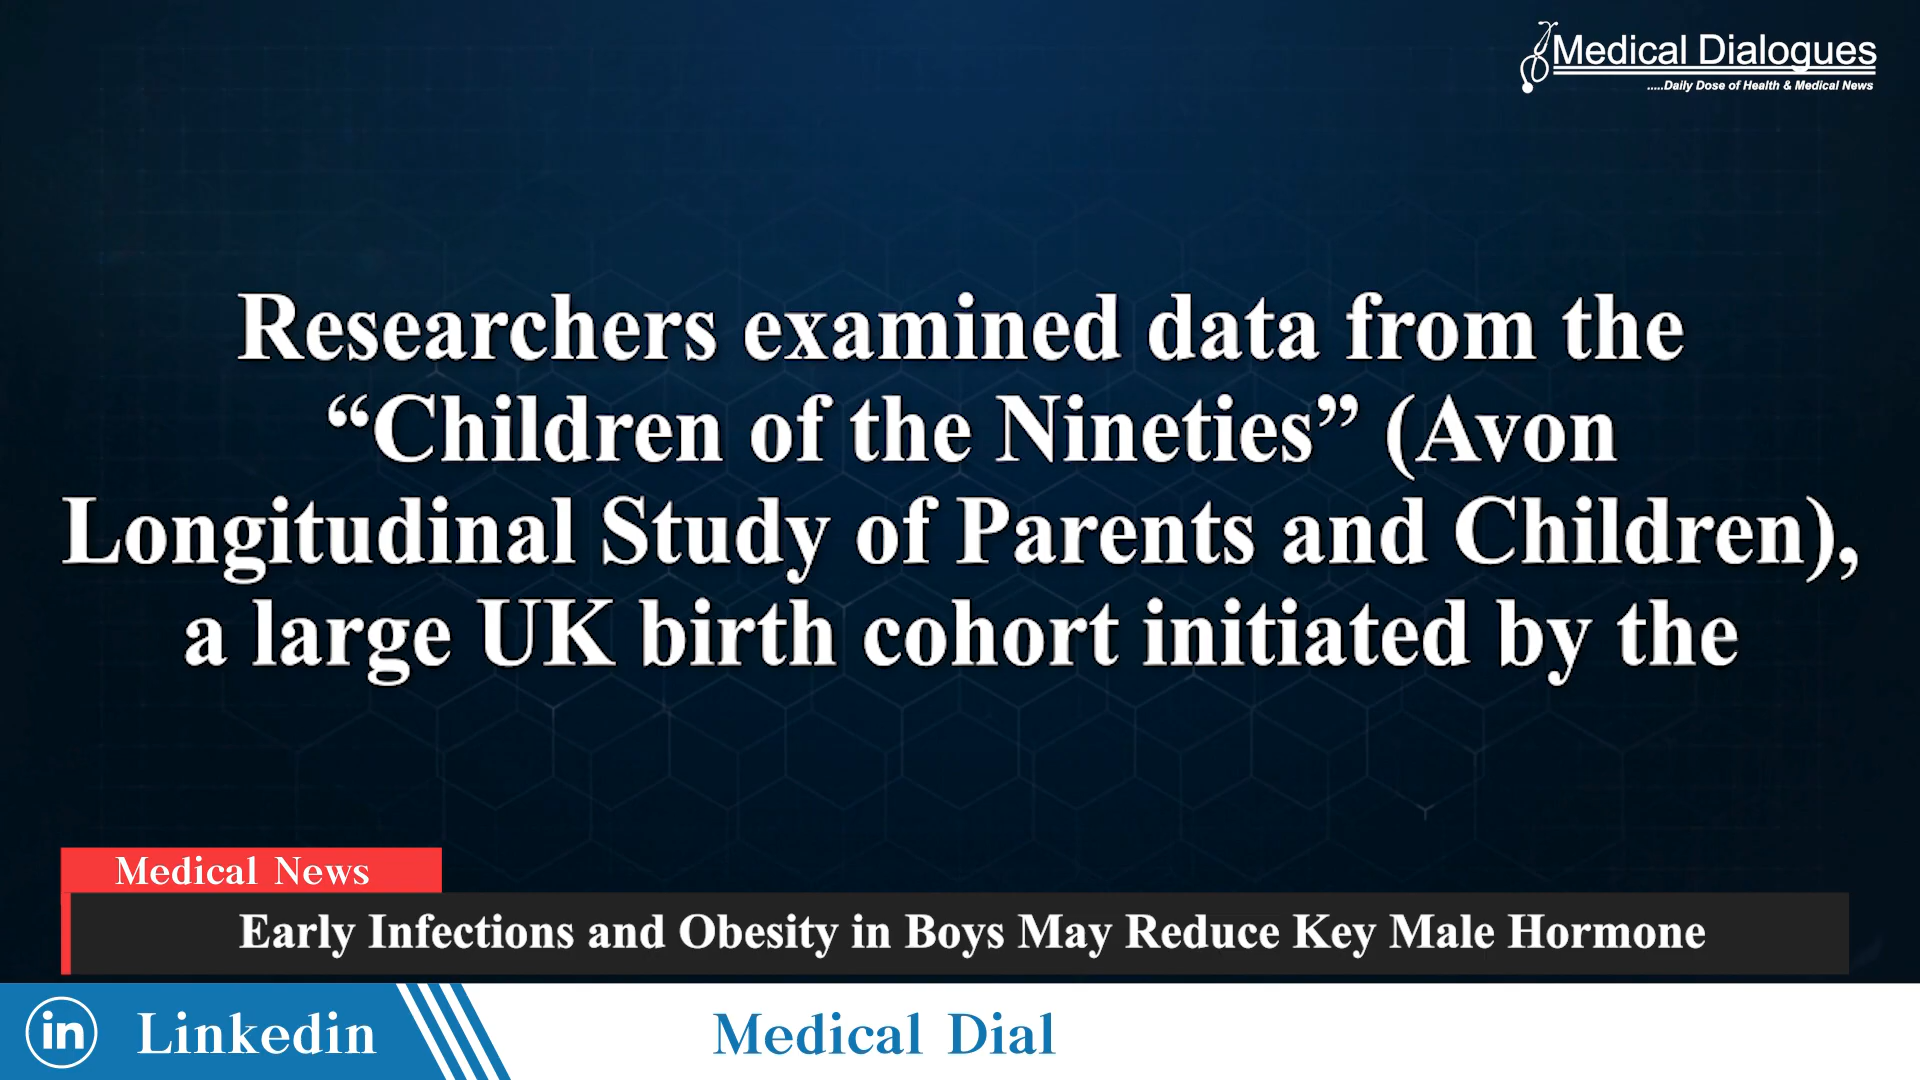 Medical Dialogues
.....Daily Dose of Health & Medical News
Researchers examined data from the
“Children of the Nineties” (Avon
Longitudinal Study of Parents and Children),
a large UK birth cohort initiated by the
Medical News
Early Infections and Obesity in Boys May Reduce Key Male Hormone
in Linkedin
Medical Dial